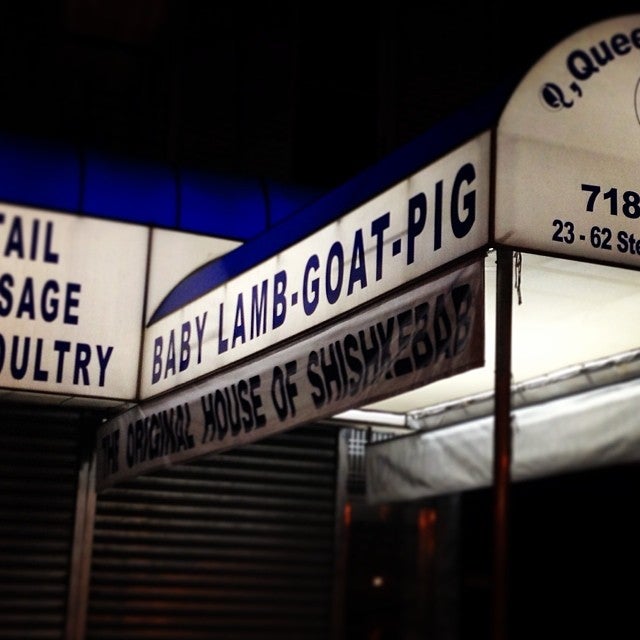 TAIL
SAGE
OULTRY
BABY LAMB-GOAT-PIG
THE ORIGINAL HOUSE OF SHISHKEBAB
Quee
718
23-62 Ste